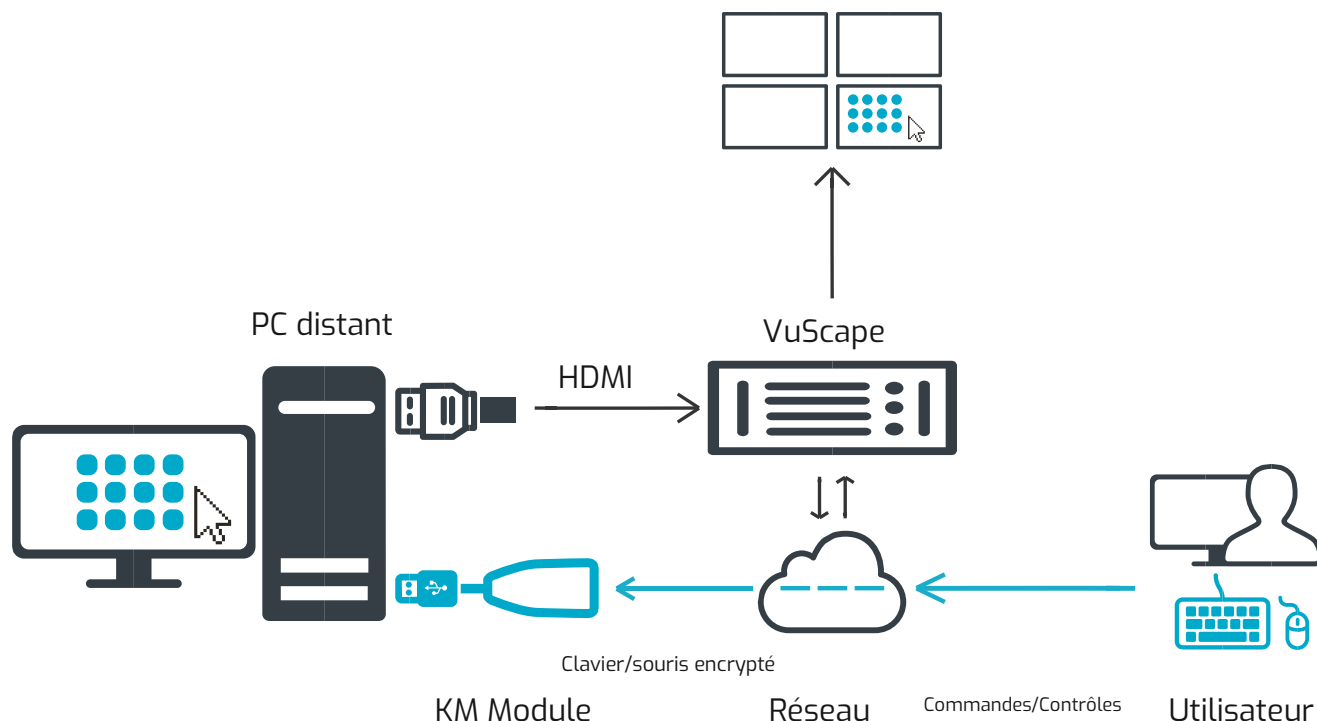 PC distant
VuScape
HDMI
Clavier/souris encrypté
KM Module
Réseau
Commandes/Contrôles
Utilisateur